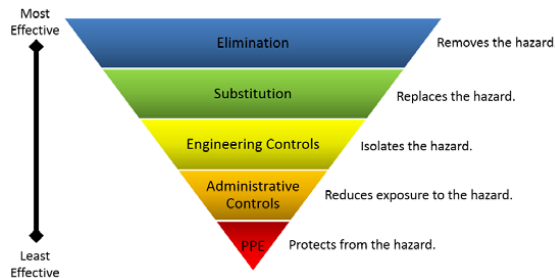 Most
Effective
Elimination
Removes the hazard
Substitution
Replaces the hazard.
Engineering Controls
Isolates the hazard.
Administrative
Controls
Reduces exposure to the hazard.
PPE
Protects from the hazard.
Least
Effective